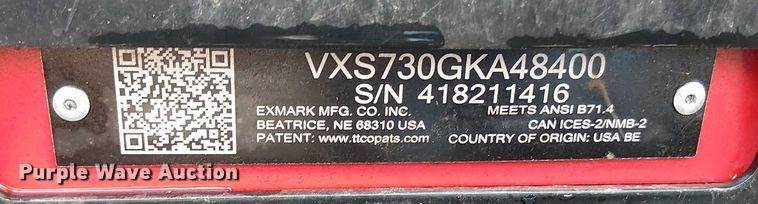 VXS730GKA48400
S/N 418211416
EXMARK MFG. CO. INC. MEETS ANSI B71.4
BEATRICE, NE 68310 USA CAN ICES-2/NMB-2
PATENT: www.ttcopats.com COUNTRY OF ORIGIN: USA BE
Purple Wave Auction